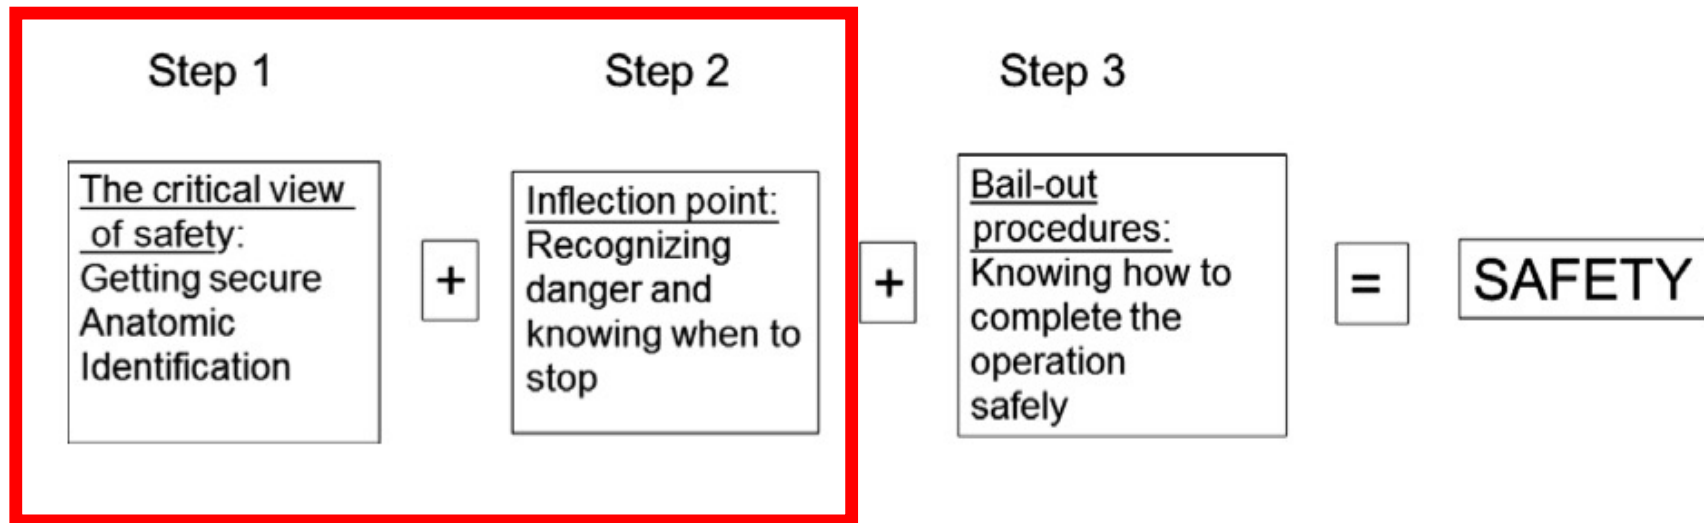 Step 1
Step 2
Step 3
The critical view
of safety:
Getting secure
Anatomic
Identification
+
Inflection point:
Recognizing
danger and
knowing when to
stop
+
Bail-out
procedures:
Knowing how to
complete the
operation
safely
=
SAFETY